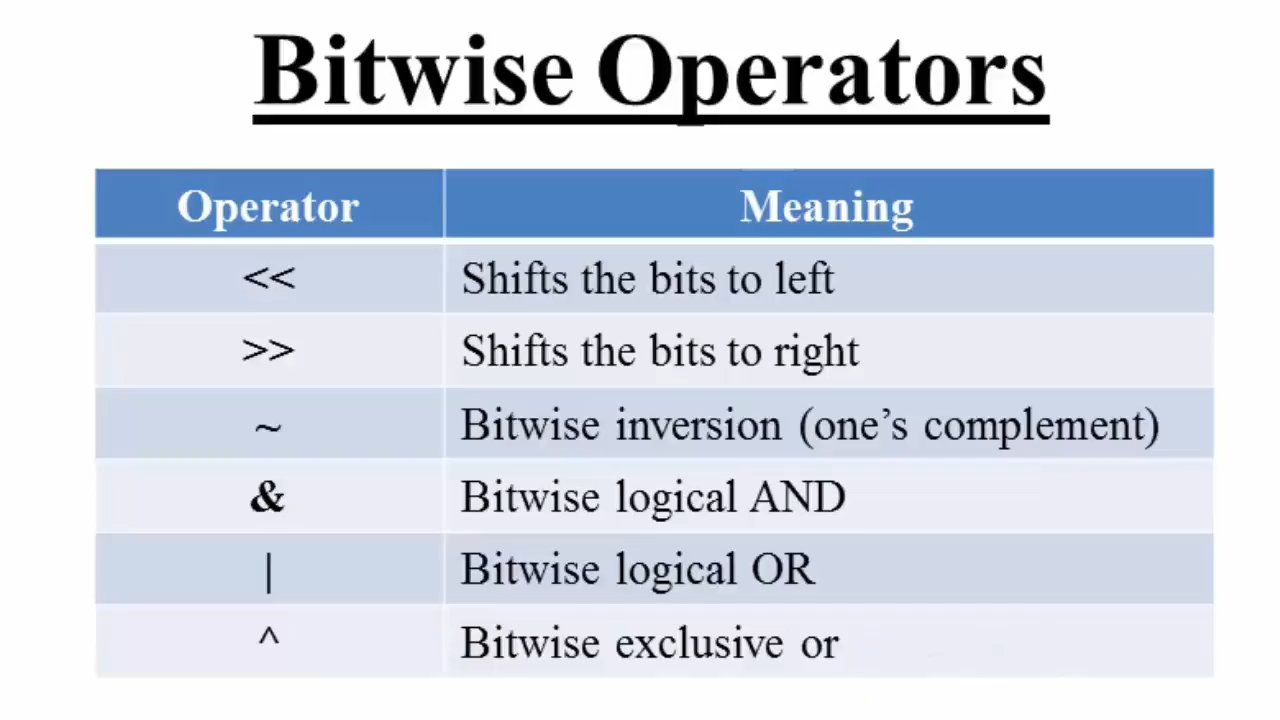 Bitwise Operators
Operator Meaning
<< Shifts the bits to left
>> Shifts the bits to right
~ Bitwise inversion (one’s complement)
& Bitwise logical AND
| Bitwise logical OR
^ Bitwise exclusive or